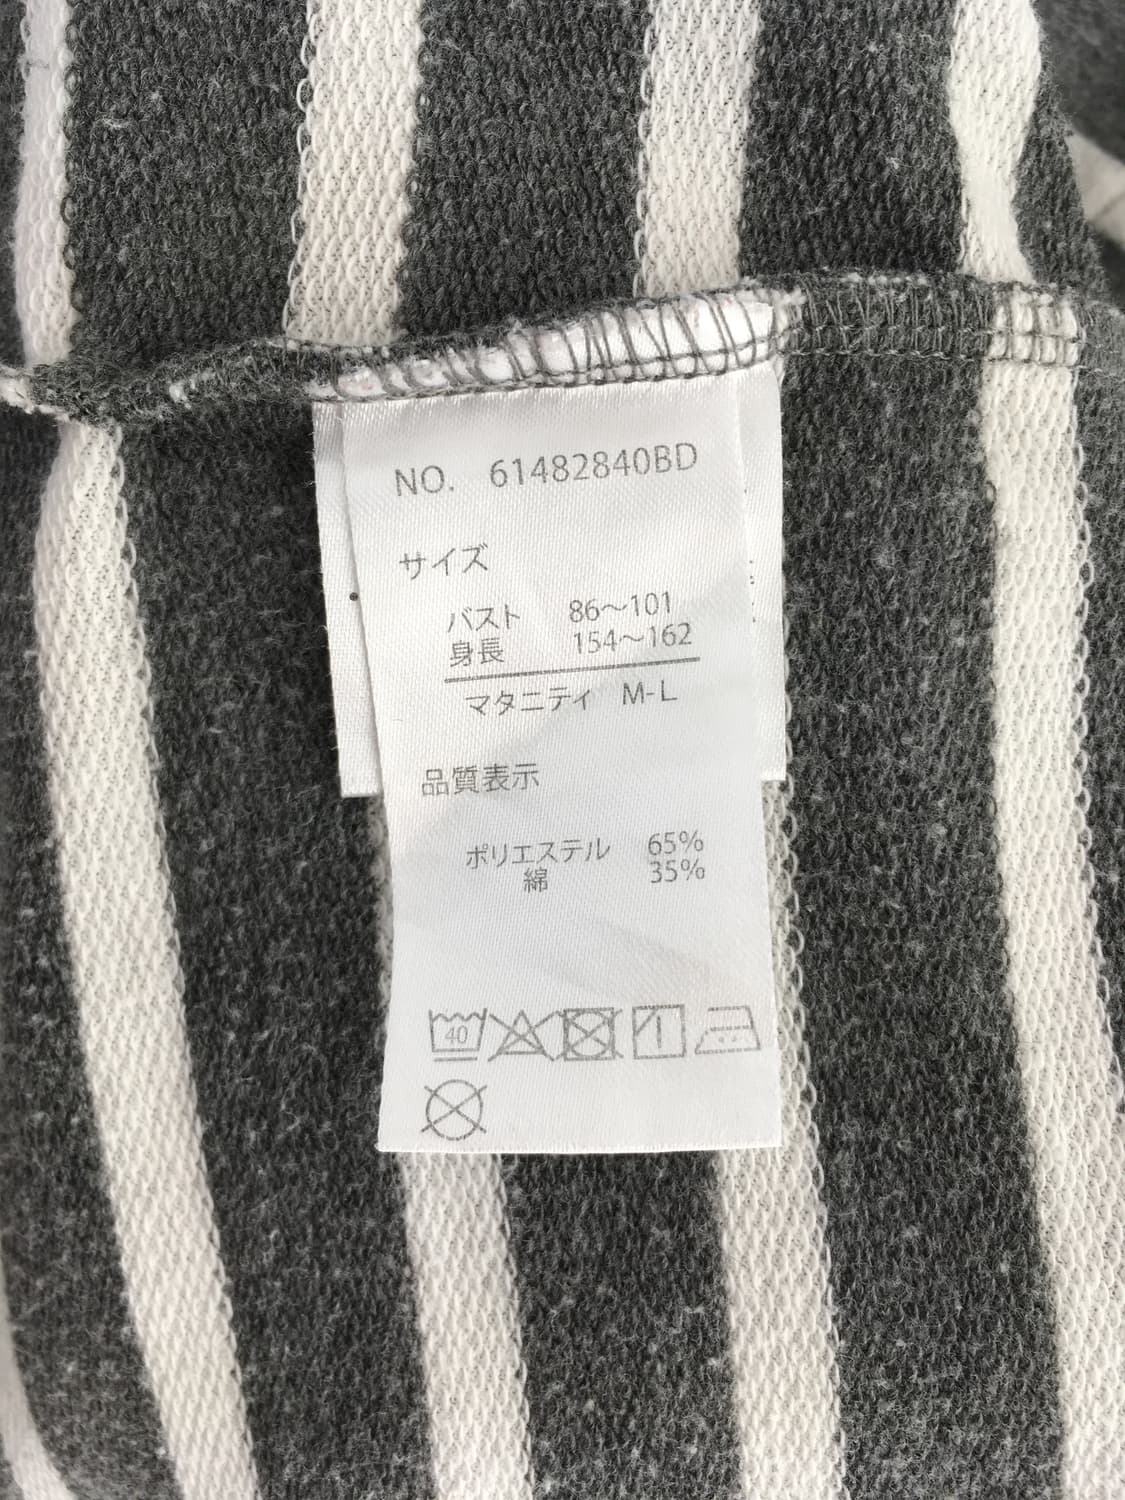 NO. 61482840BD
サイズ
バスト 86～101
身長 154～162
マタニティ M-L
品質表示
ポリエステル 65%
綿 35%
40